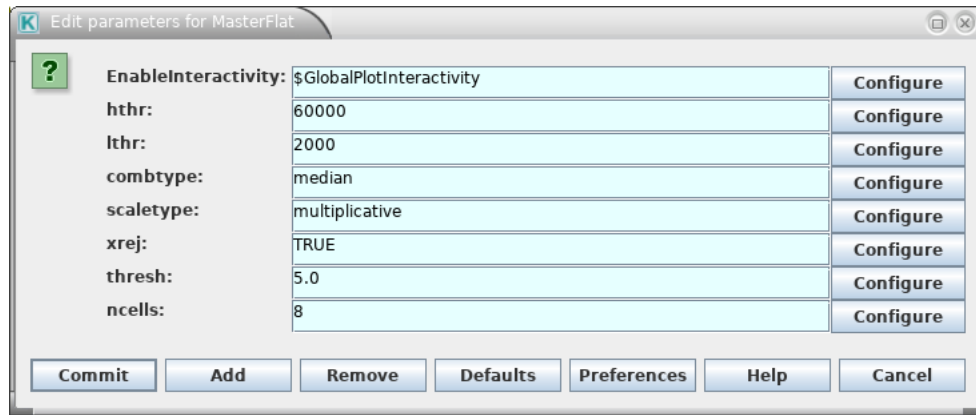 K Edit parameters for MasterFlat
? EnableInteractivity: $GlobalPlotInteractivity Configure
hthr: 60000 Configure
lthr: 2000 Configure
combtype: median Configure
scaletype: multiplicative Configure
xrej: TRUE Configure
thresh: 5.0 Configure
ncells: 8 Configure
Commit Add Remove Defaults Preferences Help Cancel